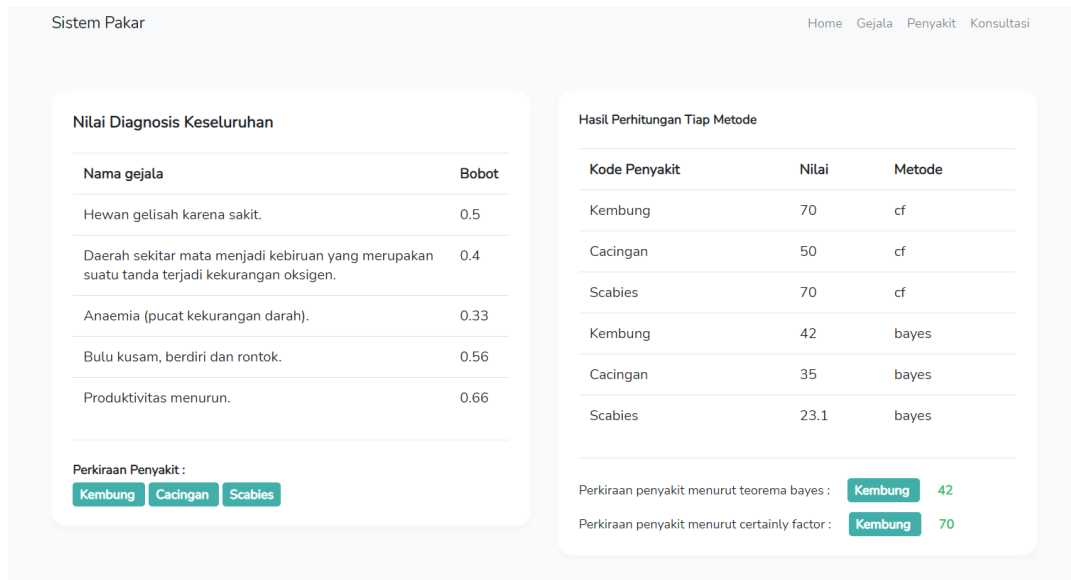 Sistem Pakar
Home Gejala Penyakit Konsultasi
Nilai Diagnosis Keseluruhan
Nama gejala Bobot
Hewan gelisah karena sakit. 0.5
Daerah sekitar mata menjadi kebiruan yang merupakan 0.4
suatu tanda terjadi kekurangan oksigen.
Anaemia (pucat kekurangan darah). 0.33
Bulu kusam, berdiri dan rontok. 0.56
Produktivitas menurun. 0.66
Perkiraan Penyakit :
Kembung Cacingan Scabies
Hasil Perhitungan Tiap Metode
Kode Penyakit Nilai Metode
Kembung 70 cf
Cacingan 50 cf
Scabies 70 cf
Kembung 42 bayes
Cacingan 35 bayes
Scabies 23.1 bayes
Perkiraan penyakit menurut teorema bayes : Kembung 42
Perkiraan penyakit menurut certainly factor : Kembung 70